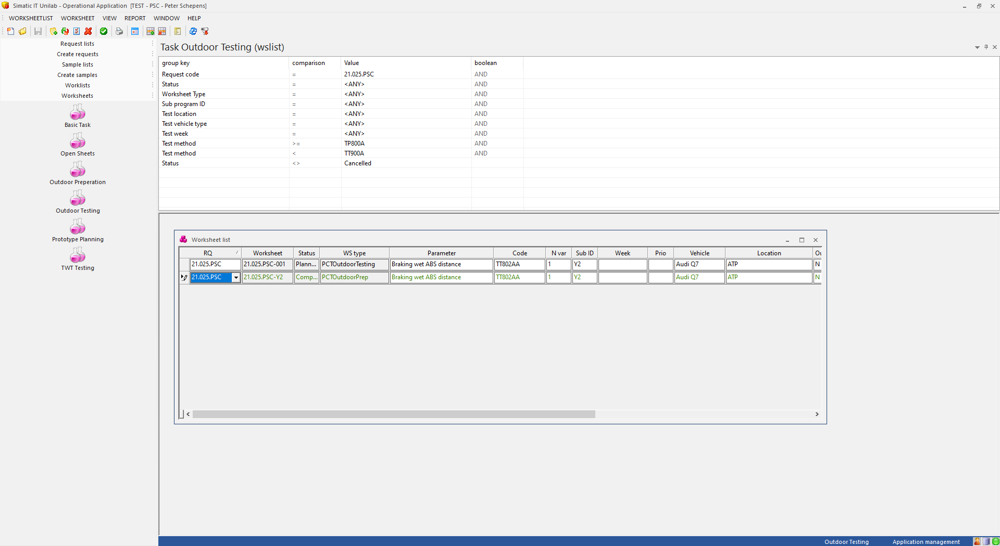 Simatic IT Unilab - Operational Application [TEST - PSC - Peter Schepens]
WORKSHEETLIST WORKSHEET VIEW REPORT WINDOW HELP
Request lists
Create requests
Sample lists
Create samples
Worklists
Worksheets
Basic Task
Open Sheets
Outdoor Preperation
Outdoor Testing
Prototype Planning
TWT Testing
Task Outdoor Testing (wslist)
group key comparison Value boolean
Request code = 21.025.PSC AND
Status = <ANY> AND
Worksheet Type = <ANY> AND
Sub program ID = <ANY> AND
Test location = <ANY> AND
Test vehicle type = <ANY> AND
Test week = <ANY> AND
Test method >= TP800A AND
Test method < TT900A AND
Status <> Cancelled
Worksheet list
RQ Worksheet Status WS type Parameter Code N var Sub ID Week Prio Vehicle Location Ou
21.025.PSC 21.025.PSC-001 Plann... PCTOutdoorTesting Braking wet ABS distance TT802AA 1 Y2 Audi Q7 ATP N
21.025.PSC 21.025.PSC-Y2 Comp... PCTOutdoorPrep Braking wet ABS distance TT802AA 1 Y2 Audi Q7 ATP N
Outdoor Testing Application management